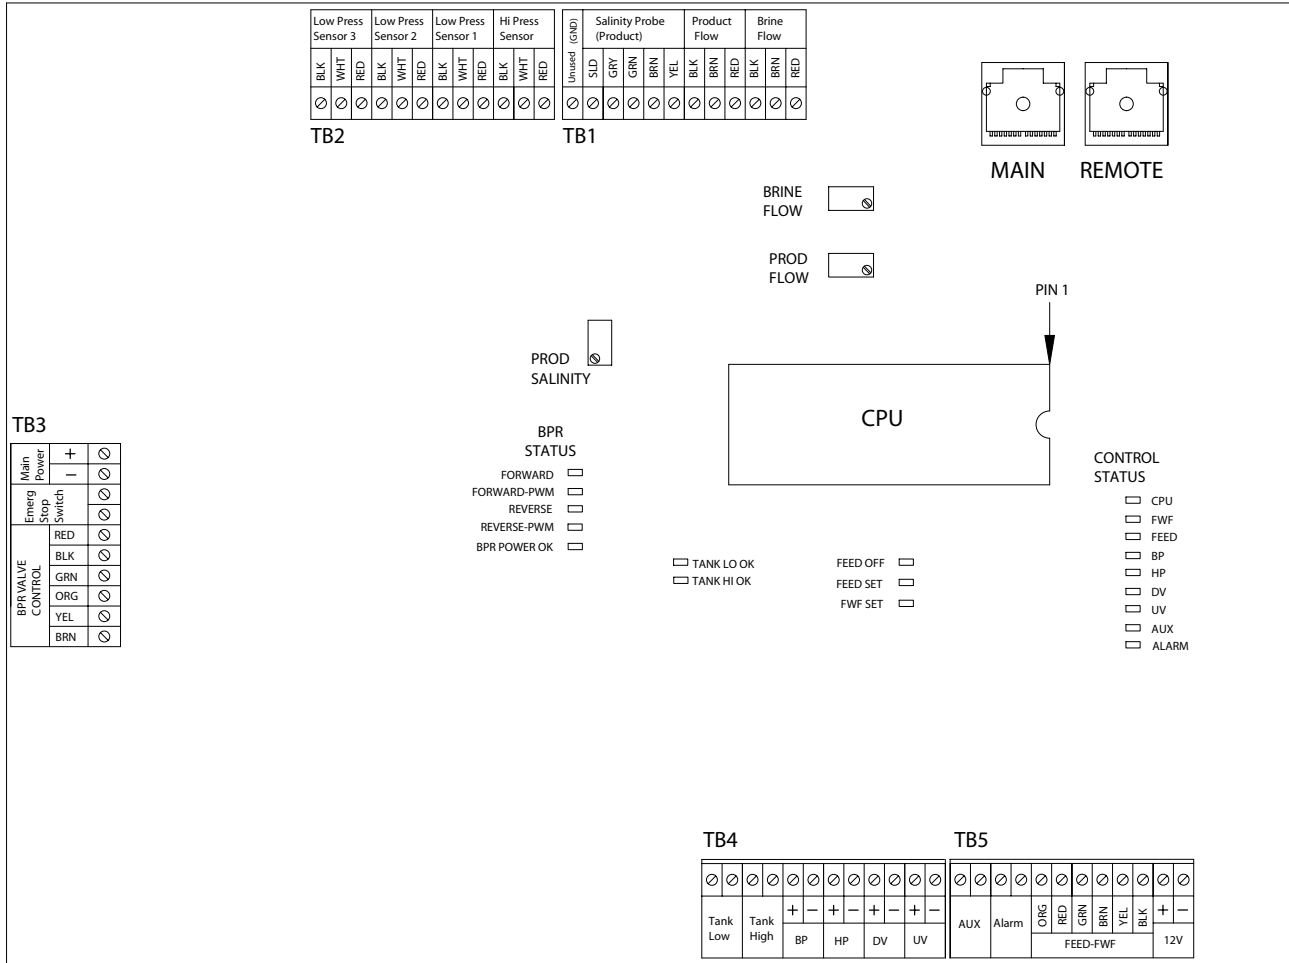 Low Press Sensor 3
Low Press Sensor 2
Low Press Sensor 1
Hi Press Sensor
BLK WHT RED BLK WHT RED BLK WHT RED BLK WHT RED
TB2
Unused (GND)
Salinity Probe (Product)
Product Flow
Brine Flow
SLD GRY GRN BRN YEL BLK BRN RED BLK BRN RED
TB1
MAIN
REMOTE
BRINE
FLOW
PROD
FLOW
PIN 1
PROD
SALINITY
CPU
TB3
Main Power
+
−
Emerg Stop Switch
BPR VALVE CONTROL
RED
BLK
GRN
ORG
YEL
BRN
BPR
STATUS
FORWARD
FORWARD-PWM
REVERSE
REVERSE-PWM
BPR POWER OK
TANK LO OK
TANK HI OK
FEED OFF
FEED SET
FWF SET
CONTROL
STATUS
CPU
FWF
FEED
BP
HP
DV
UV
AUX
ALARM
TB4
Tank Low
Tank High
+ − + − + − + −
BP HP DV UV
TB5
AUX
Alarm
ORG RED GRN BRN YEL BLK
+ −
FEED-FWF
12V